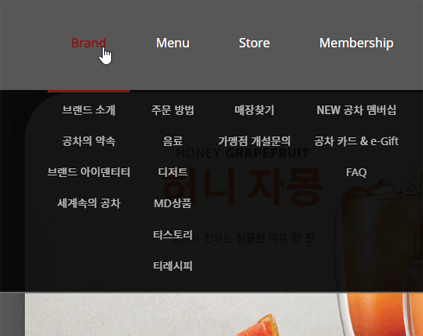 Brand Menu Store Membership
브랜드 소개 주문 방법 매장찾기 NEW 공차 멤버십
공차의 약속 음료 가맹점 개설문의 공차 카드 & e-Gift
HONEY GRAPEFRUIT
브랜드 아이덴티티 디저트 FAQ
허니 자몽
세계속의 공차 MD상품
티스토리
상큼한 여유 한 잔
티레시피